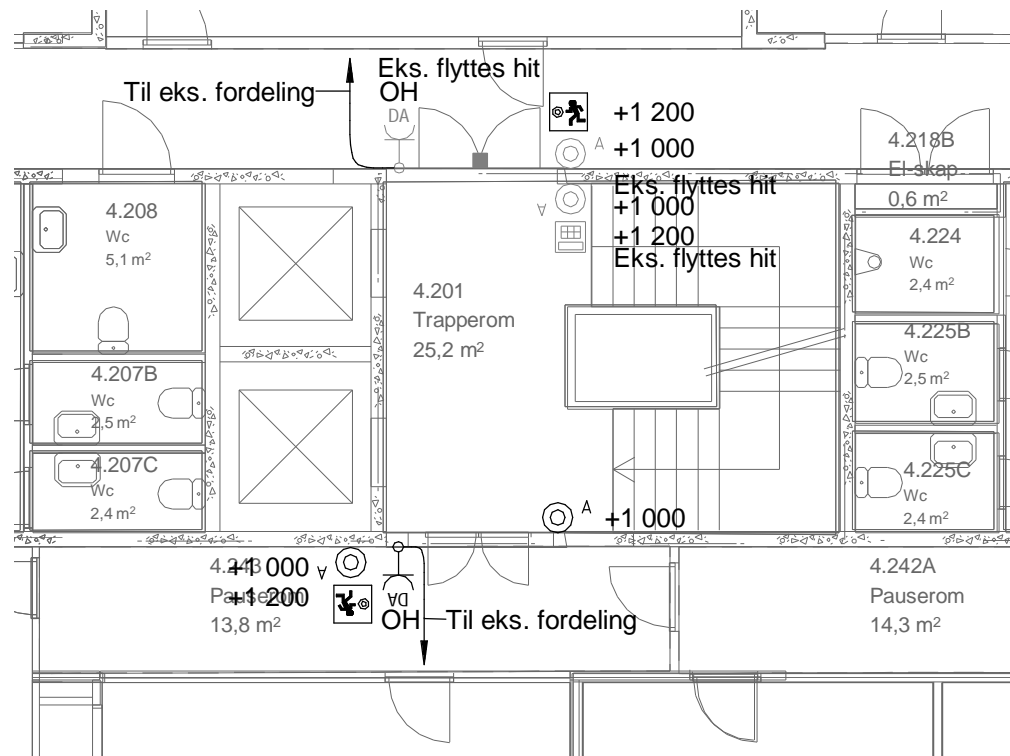 Eks. flyttes hit
Til eks. fordeling
OH
DA
+1 200
A
+1 000
4.218B
El-skap
0,6 m²
Eks. flyttes hit
A
+1 000
+1 200
Eks. flyttes hit
4.208
Wc
5,1 m²
4.224
Wc
2,4 m²
4.201
Trapperom
25,2 m²
4.207B
Wc
2,5 m²
4.225B
Wc
2,5 m²
4.207C
Wc
2,4 m²
4.225C
Wc
2,4 m²
A
+1 000
+1 000
A
Pauserom
13,8 m²
+1 200
DA
OH
Til eks. fordeling
4.242A
Pauserom
14,3 m²